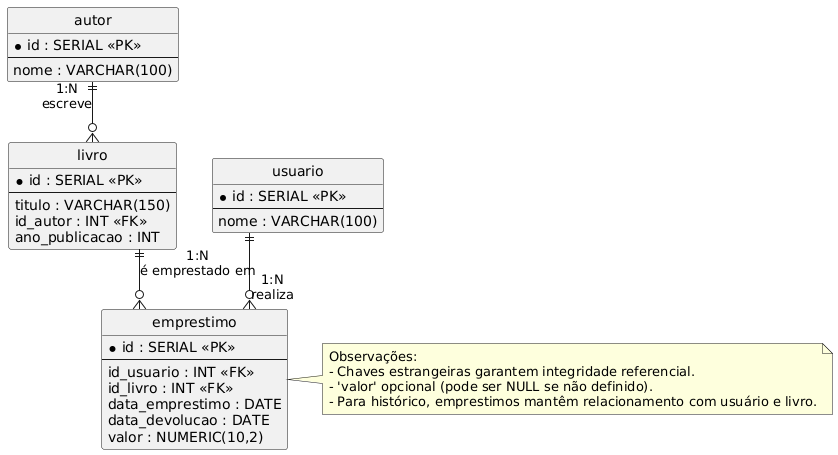 autor
id : SERIAL «PK»
nome : VARCHAR(100)
1:N
escreve
livro
id : SERIAL «PK»
titulo : VARCHAR(150)
id_autor : INT «FK»
ano_publicacao : INT
usuario
id : SERIAL «PK»
nome : VARCHAR(100)
1:N
é emprestado em
1:N
realiza
emprestimo
id : SERIAL «PK»
id_usuario : INT «FK»
id_livro : INT «FK»
data_emprestimo : DATE
data_devolucao : DATE
valor : NUMERIC(10,2)
Observações:
- Chaves estrangeiras garantem integridade referencial.
- 'valor' opcional (pode ser NULL se não definido).
- Para histórico, emprestimos mantêm relacionamento com usuário e livro.